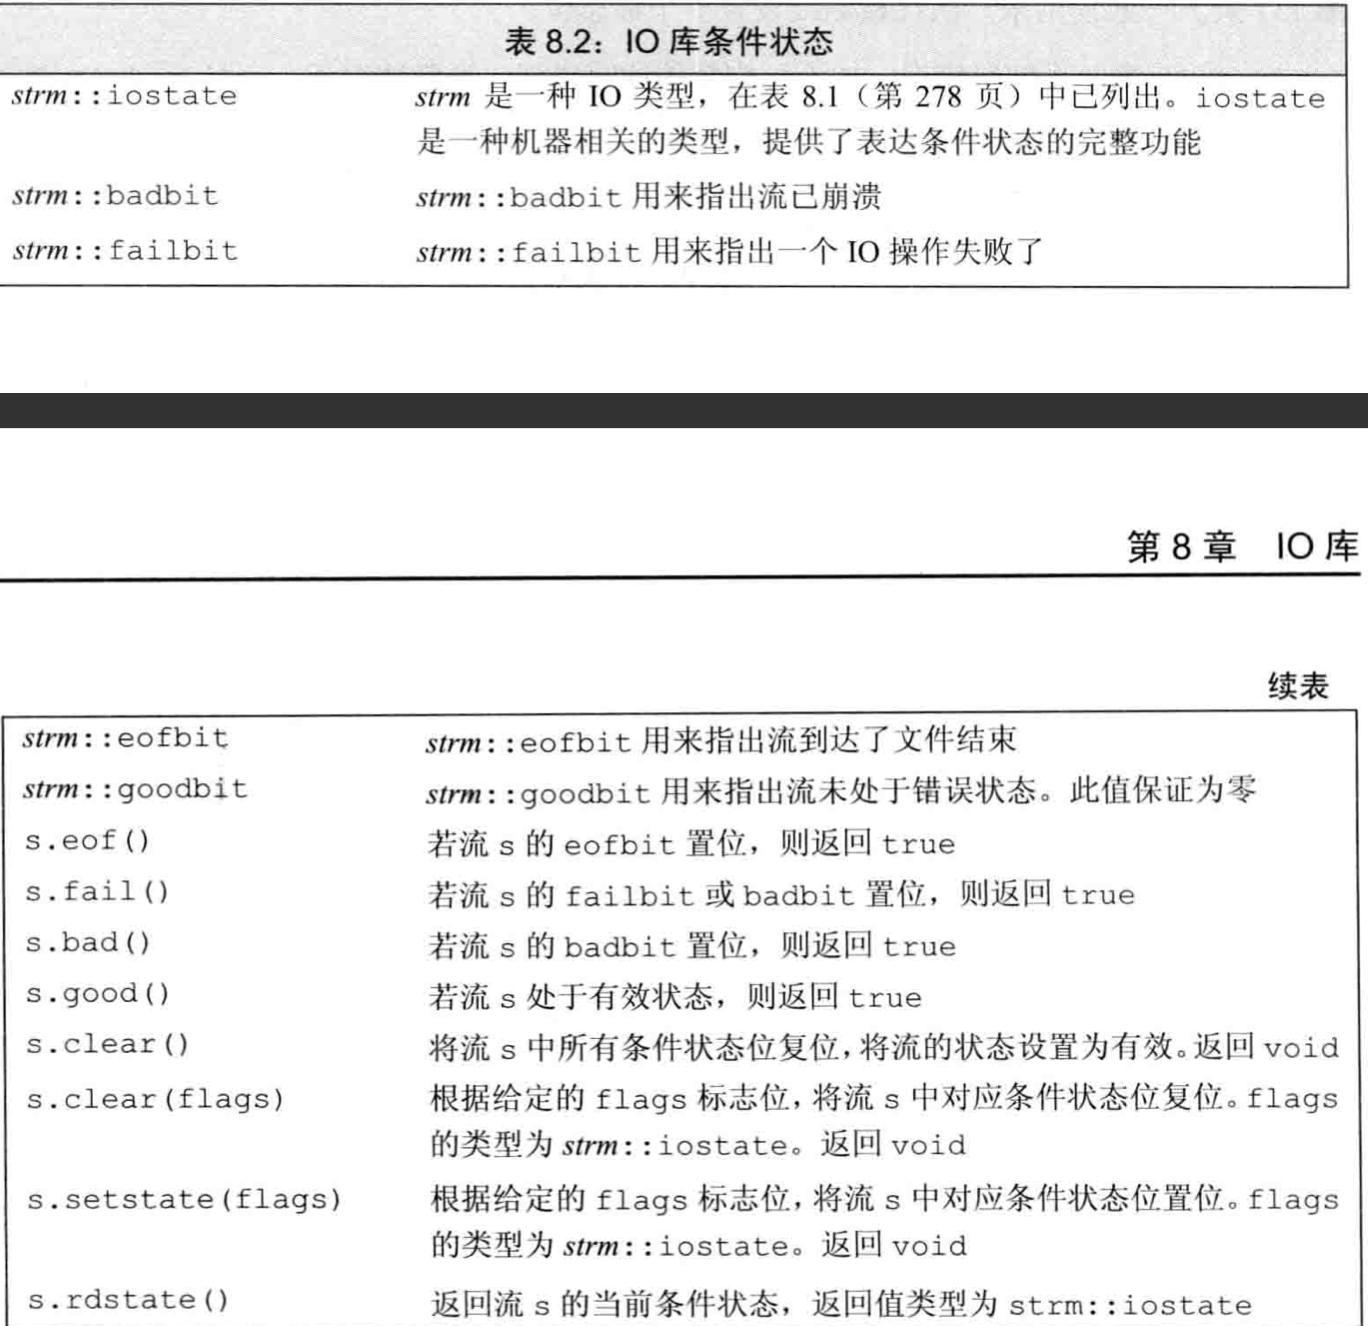 表 8.2：IO 库条件状态
strm::iostate strm 是一种 IO 类型，在表 8.1（第 278 页）中已列出。iostate
是一种机器相关的类型，提供了表达条件状态的完整功能
strm::badbit strm::badbit 用来指出流已崩溃
strm::failbit strm::failbit 用来指出一个 IO 操作失败了
第 8 章 IO 库
续表
strm::eofbit strm::eofbit 用来指出流到达了文件结束
strm::goodbit strm::goodbit 用来指出流未处于错误状态。此值保证为零
s.eof() 若流 s 的 eofbit 置位，则返回 true
s.fail() 若流 s 的 failbit 或 badbit 置位，则返回 true
s.bad() 若流 s 的 badbit 置位，则返回 true
s.good() 若流 s 处于有效状态，则返回 true
s.clear() 将流 s 中所有条件状态位复位，将流的状态设置为有效。返回 void
s.clear(flags) 根据给定的 flags 标志位，将流 s 中对应条件状态位复位。flags
的类型为 strm::iostate。返回 void
s.setstate(flags) 根据给定的 flags 标志位，将流 s 中对应条件状态位置位。flags
的类型为 strm::iostate。返回 void
s.rdstate() 返回流 s 的当前条件状态，返回值类型为 strm::iostate